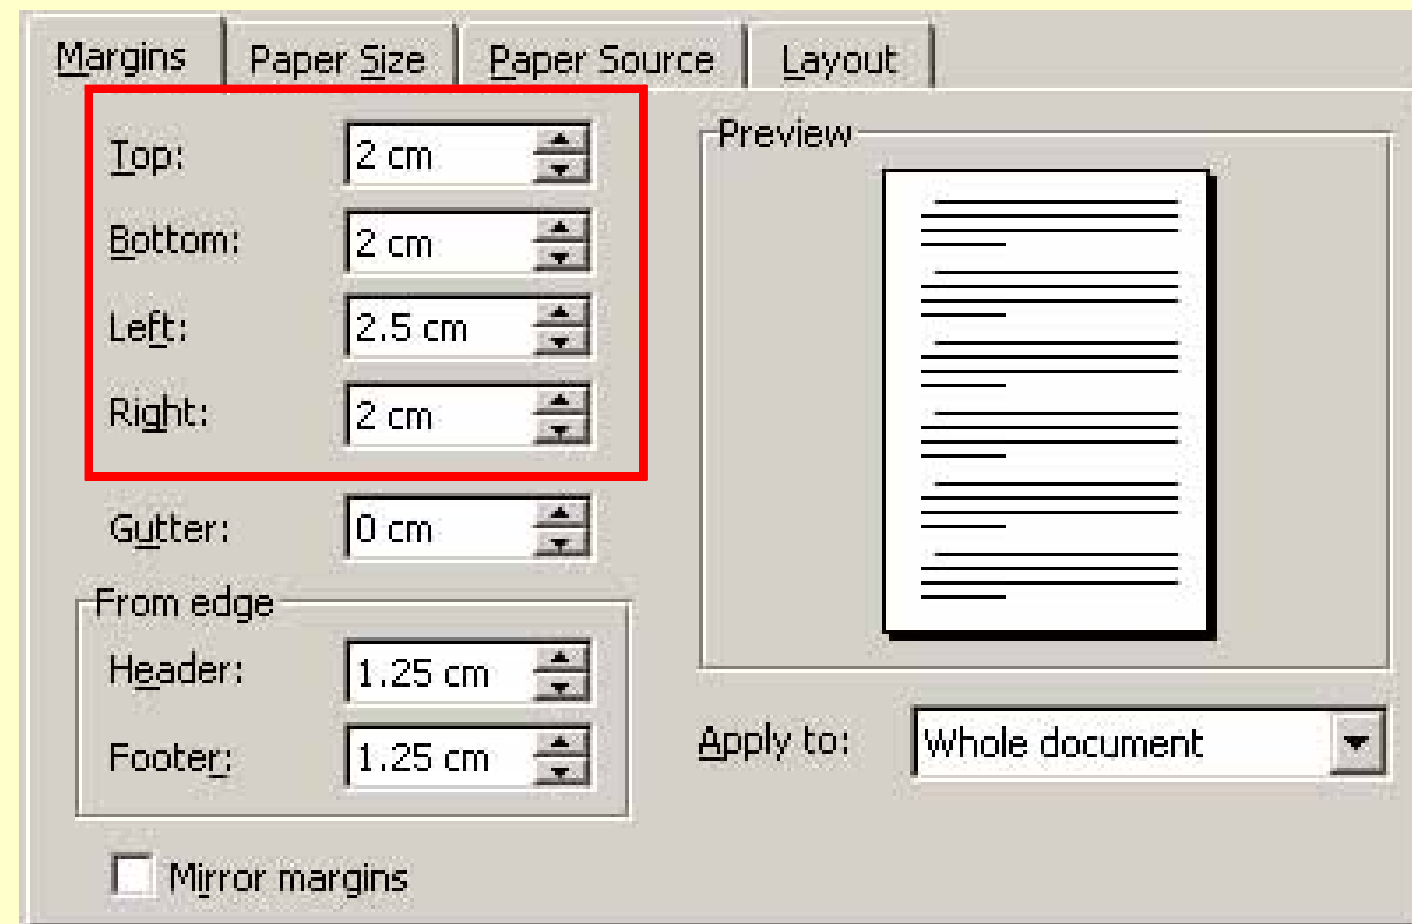 Margins Paper Size Paper Source Layout
Top: 2 cm
Bottom: 2 cm
Left: 2.5 cm
Right: 2 cm
Gutter: 0 cm
From edge
Header: 1.25 cm
Footer: 1.25 cm
Mirror margins
Preview
Apply to: Whole document